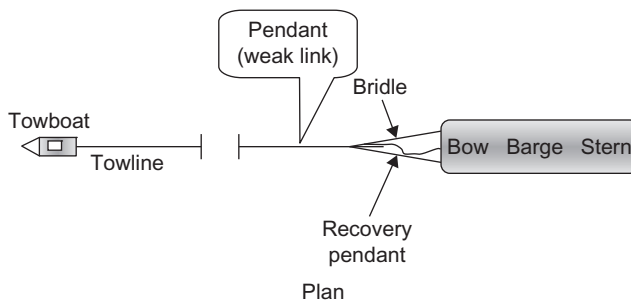 Pendant
(weak link)
Bridle
Towboat
Towline
Bow Barge Stern
Recovery
pendant
Plan